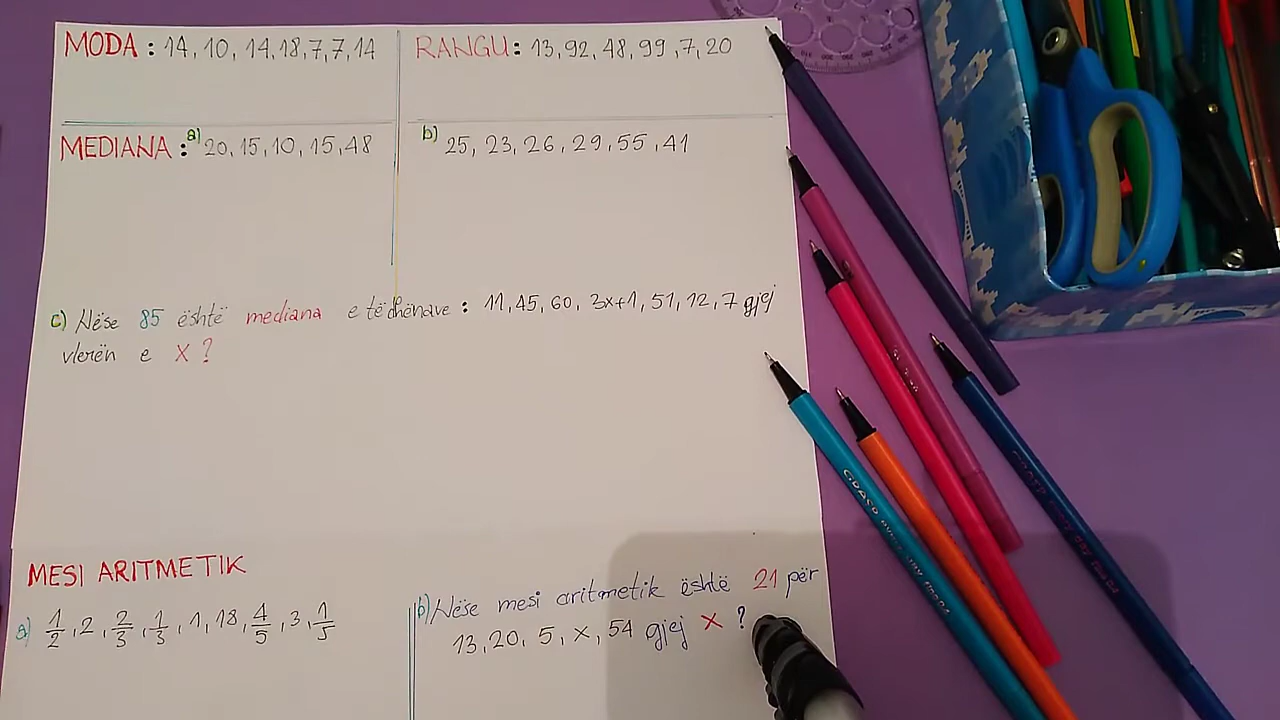 MODA : 14, 10, 14, 18, 7, 7, 14
RANGU : 13, 92, 48, 99, 7, 20
MEDIANA : a) 20, 15, 10, 15, 48
b) 25, 23, 26, 29, 55, 41
c) Nëse 85 është mediana e të dhënave : 11, 45, 60, 3x+1, 51, 12, 7 gjej
vlerën e X ?
MESI ARITMETIK
a) 1/2, 2, 2/3, 1/3, 1, 18, 4/5, 3, 1/5
b) Nëse mesi aritmetik është 21 për
13, 20, 5, x, 54 gjej X ?